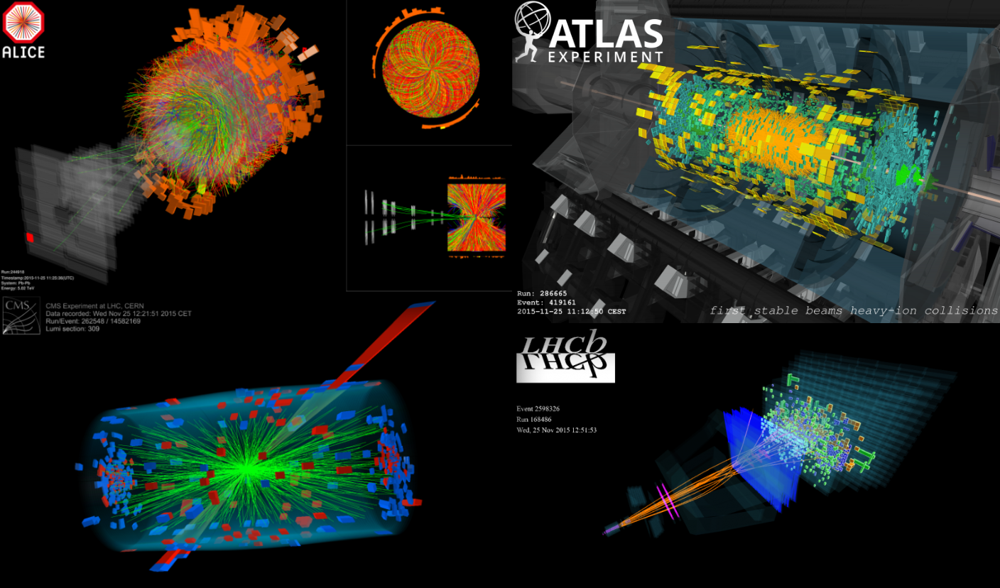 ALICE
Run:244918
Timestamp:2015-11-25 11:25:36(UTC)
System: Pb-Pb
Energy: 5.02 TeV
ATLAS
EXPERIMENT
Run: 286665
Event: 419161
2015-11-25 11:12:50 CEST
first stable beams heavy-ion collisions
CMS
CMS Experiment at LHC, CERN
Data recorded: Wed Nov 25 12:21:51 2015 CET
Run/Event: 262548 / 14582169
Lumi section: 309
LHCb
LHCb
Event 2598326
Run 168486
Wed, 25 Nov 2015 12:51:53